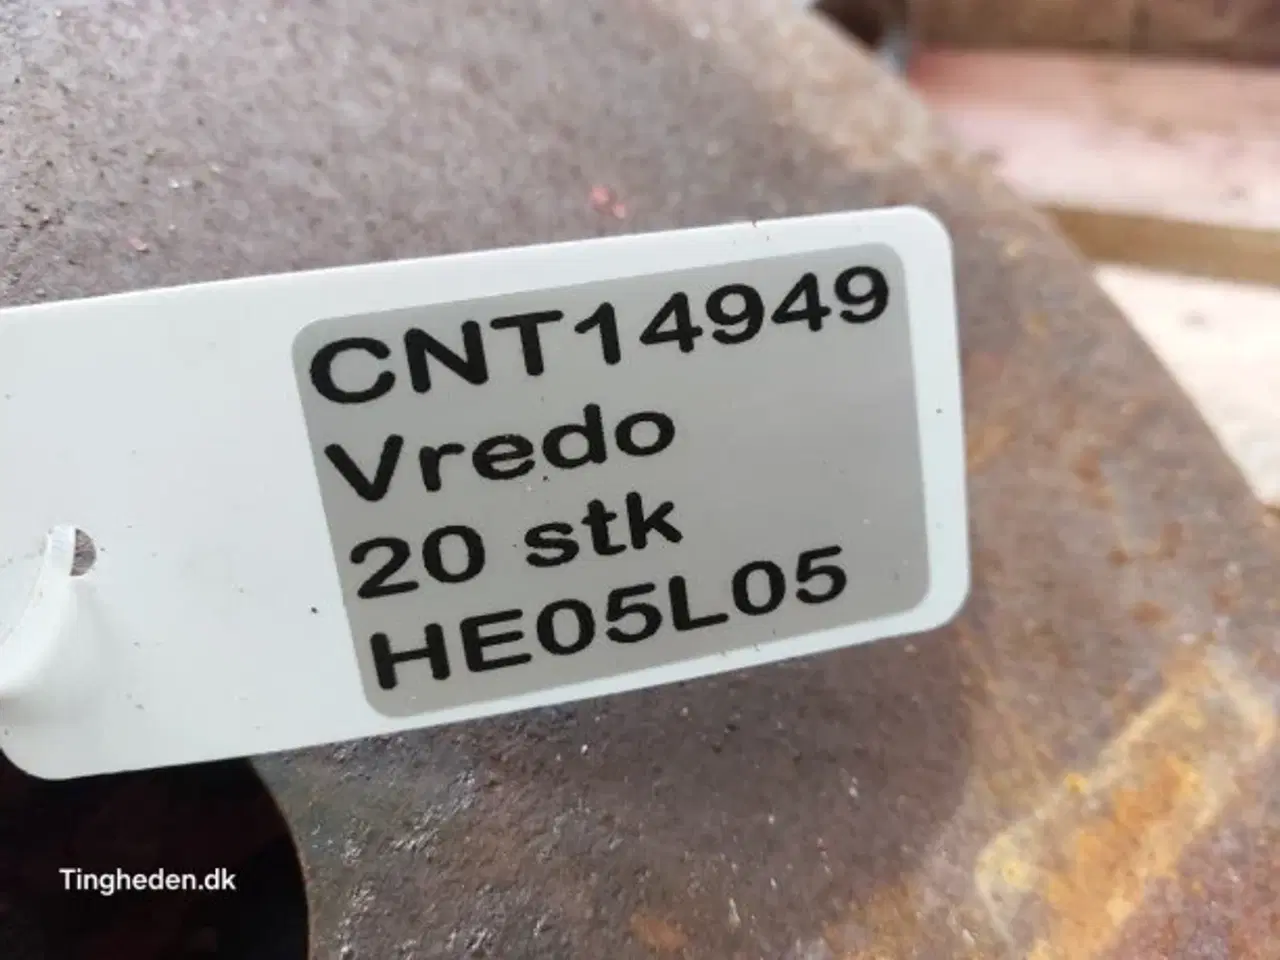 CNT14949
Vredo
20 stk
HE05L05
Tingheden.dk